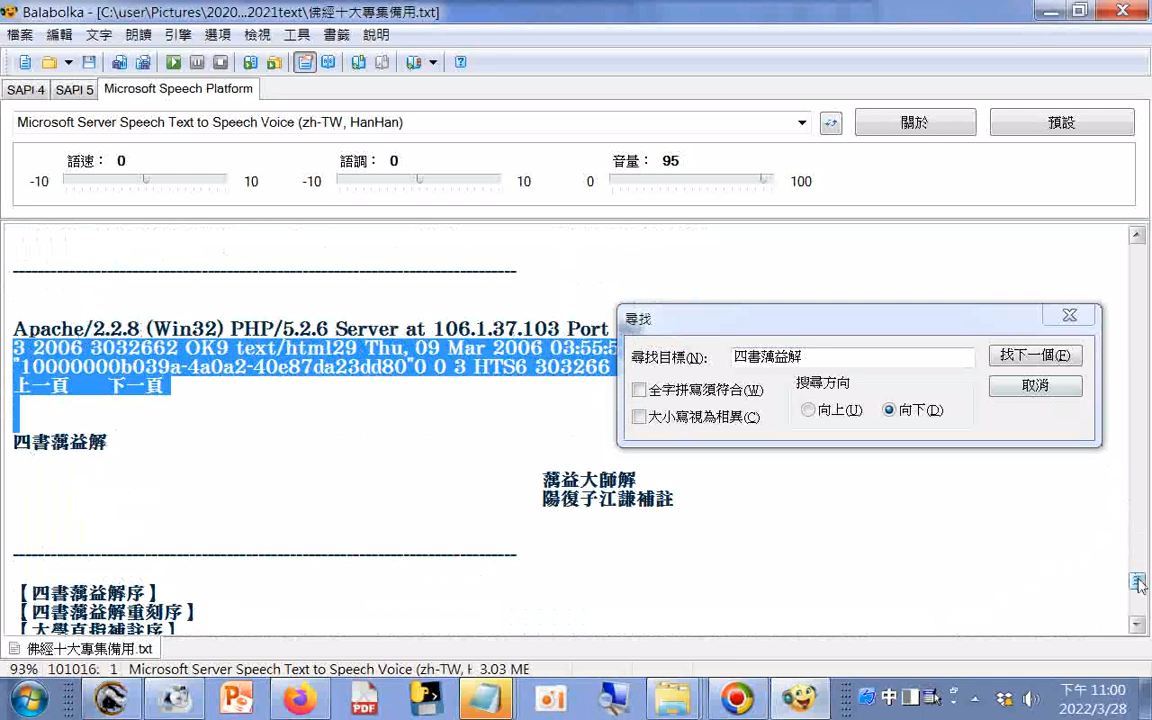 Balabolka - [C:\user\Pictures\2020...2021text\佛經十大專集備用.txt]
檔案 編輯 文字 朗讀 引擎 選項 檢視 工具 書籤 說明
SAPI 4 SAPI 5 Microsoft Speech Platform
Microsoft Server Speech Text to Speech Voice (zh-TW, HanHan)
關於
預設
語速： 0
語調： 0
音量： 95
-10 10 -10 10 0 100
--------------------------------------------------------------------------------
Apache/2.2.8 (Win32) PHP/5.2.6 Server at 106.1.37.103 Port
3 2006 3032662 OK9 text/html29 Thu, 09 Mar 2006 03:55:5
"10000000b039a-4a0a2-40e87da23dd80"0 0 3 HTS6 303266
上一頁 下一頁
四書蕅益解
蕅益大師解
陽復子江謙補註
--------------------------------------------------------------------------------
【四書蕅益解序】
【四書蕅益解重刻序】
【大學直指補註序】
尋找
尋找目標(N): 四書蕅益解
找下一個(F)
全字拼寫須符合(W)
搜尋方向
取消
大小寫視為相異(C)
向上(U)
向下(D)
佛經十大專集備用.txt
93% 101016: 1 Microsoft Server Speech Text to Speech Voice (zh-TW, H 3.03 ME
PDF
中
下午 11:00
2022/3/28